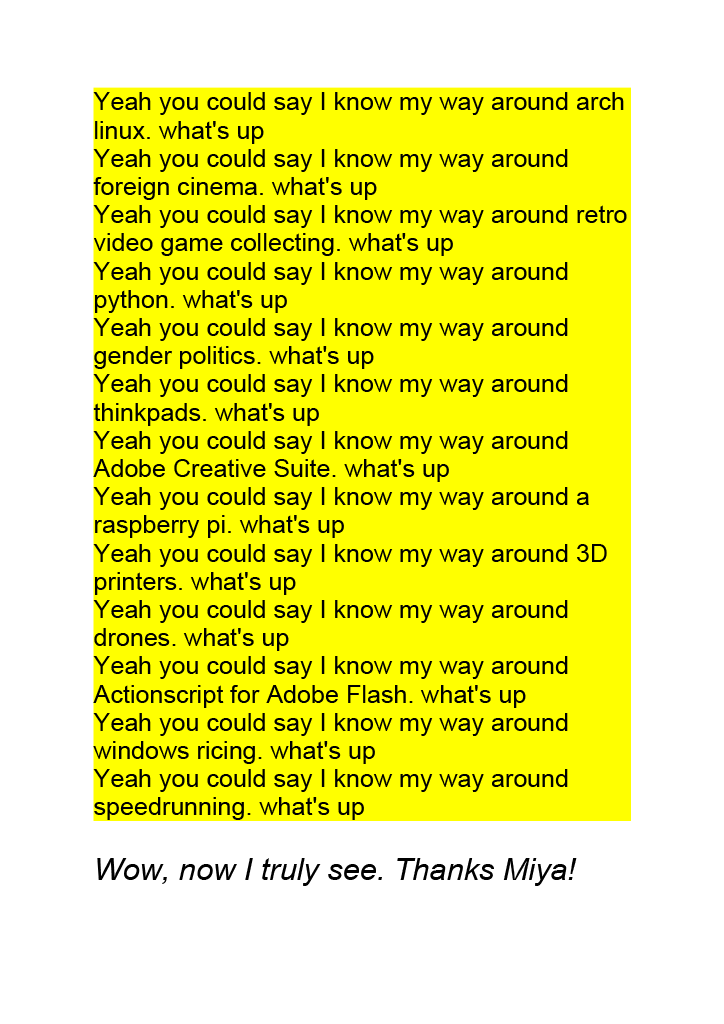 Yeah you could say I know my way around arch
linux. what's up
Yeah you could say I know my way around
foreign cinema. what's up
Yeah you could say I know my way around retro
video game collecting. what's up
Yeah you could say I know my way around
python. what's up
Yeah you could say I know my way around
gender politics. what's up
Yeah you could say I know my way around
thinkpads. what's up
Yeah you could say I know my way around
Adobe Creative Suite. what's up
Yeah you could say I know my way around a
raspberry pi. what's up
Yeah you could say I know my way around 3D
printers. what's up
Yeah you could say I know my way around
drones. what's up
Yeah you could say I know my way around
Actionscript for Adobe Flash. what's up
Yeah you could say I know my way around
windows ricing. what's up
Yeah you could say I know my way around
speedrunning. what's up
Wow, now I truly see. Thanks Miya!